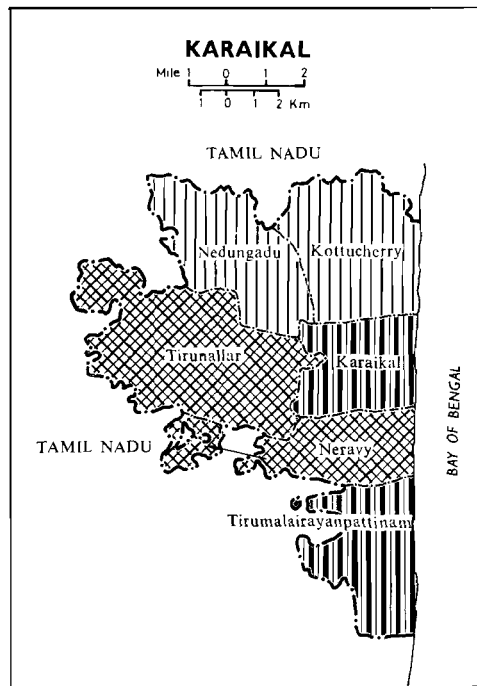 KARAIKAL
Mile 1 0 1 2
1 0 1 2 Km
TAMIL NADU
Nedungadu
Kottucherry
Tirunallar
Karaikal
TAMIL NADU
Neravy
BAY OF BENGAL
Tirumalairayanpattinam